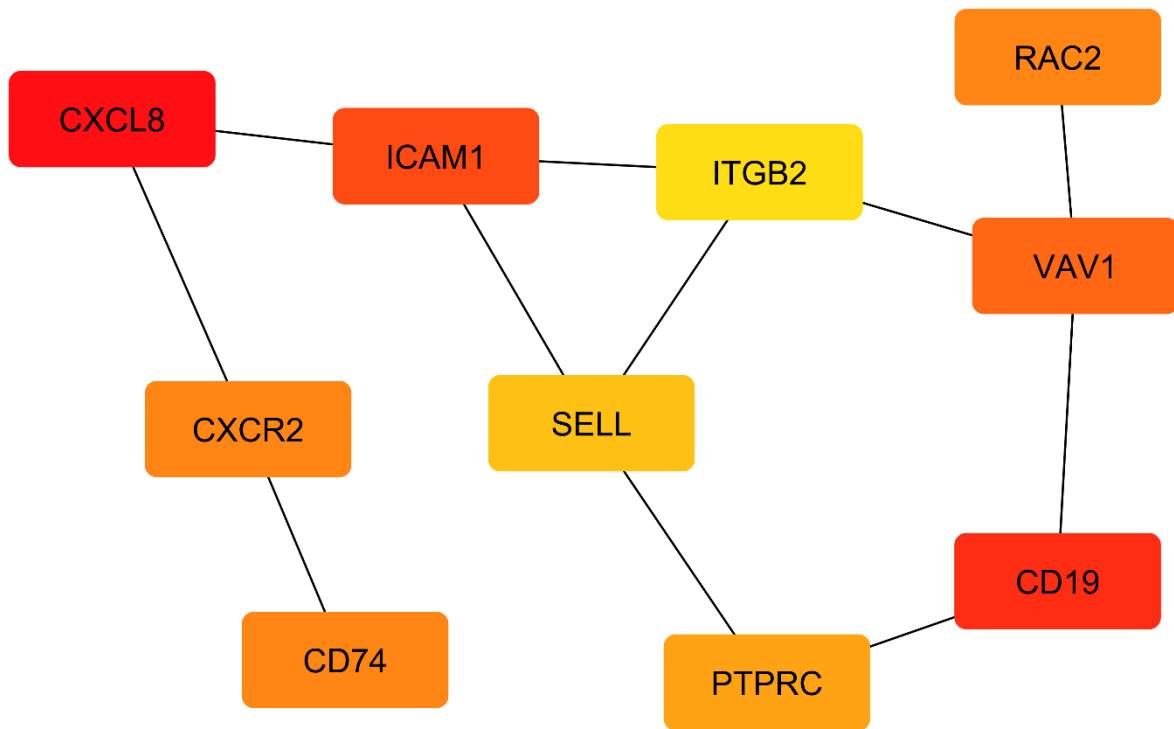 RAC2
CXCL8
ICAM1
ITGB2
VAV1
CXCR2
SELL
CD19
CD74
PTPRC